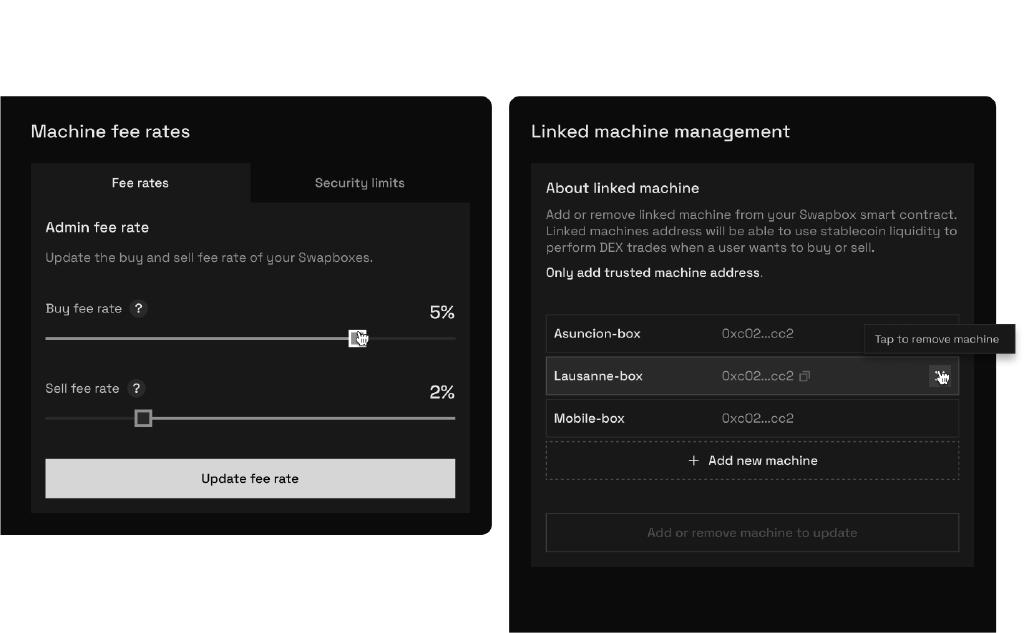 Machine fee rates
Fee rates
Security limits
Admin fee rate
Update the buy and sell fee rate of your Swapboxes.
Buy fee rate ?
5%
Sell fee rate ?
2%
Update fee rate
Linked machine management
About linked machine
Add or remove linked machine from your Swapbox smart contract.
Linked machines address will be able to use stablecoin liquidity to
perform DEX trades when a user wants to buy or sell.
Only add trusted machine address.
Asuncion-box 0xc02...cc2
Tap to remove machine
Lausanne-box 0xc02...cc2
Mobile-box 0xc02...cc2
+ Add new machine
Add or remove machine to update